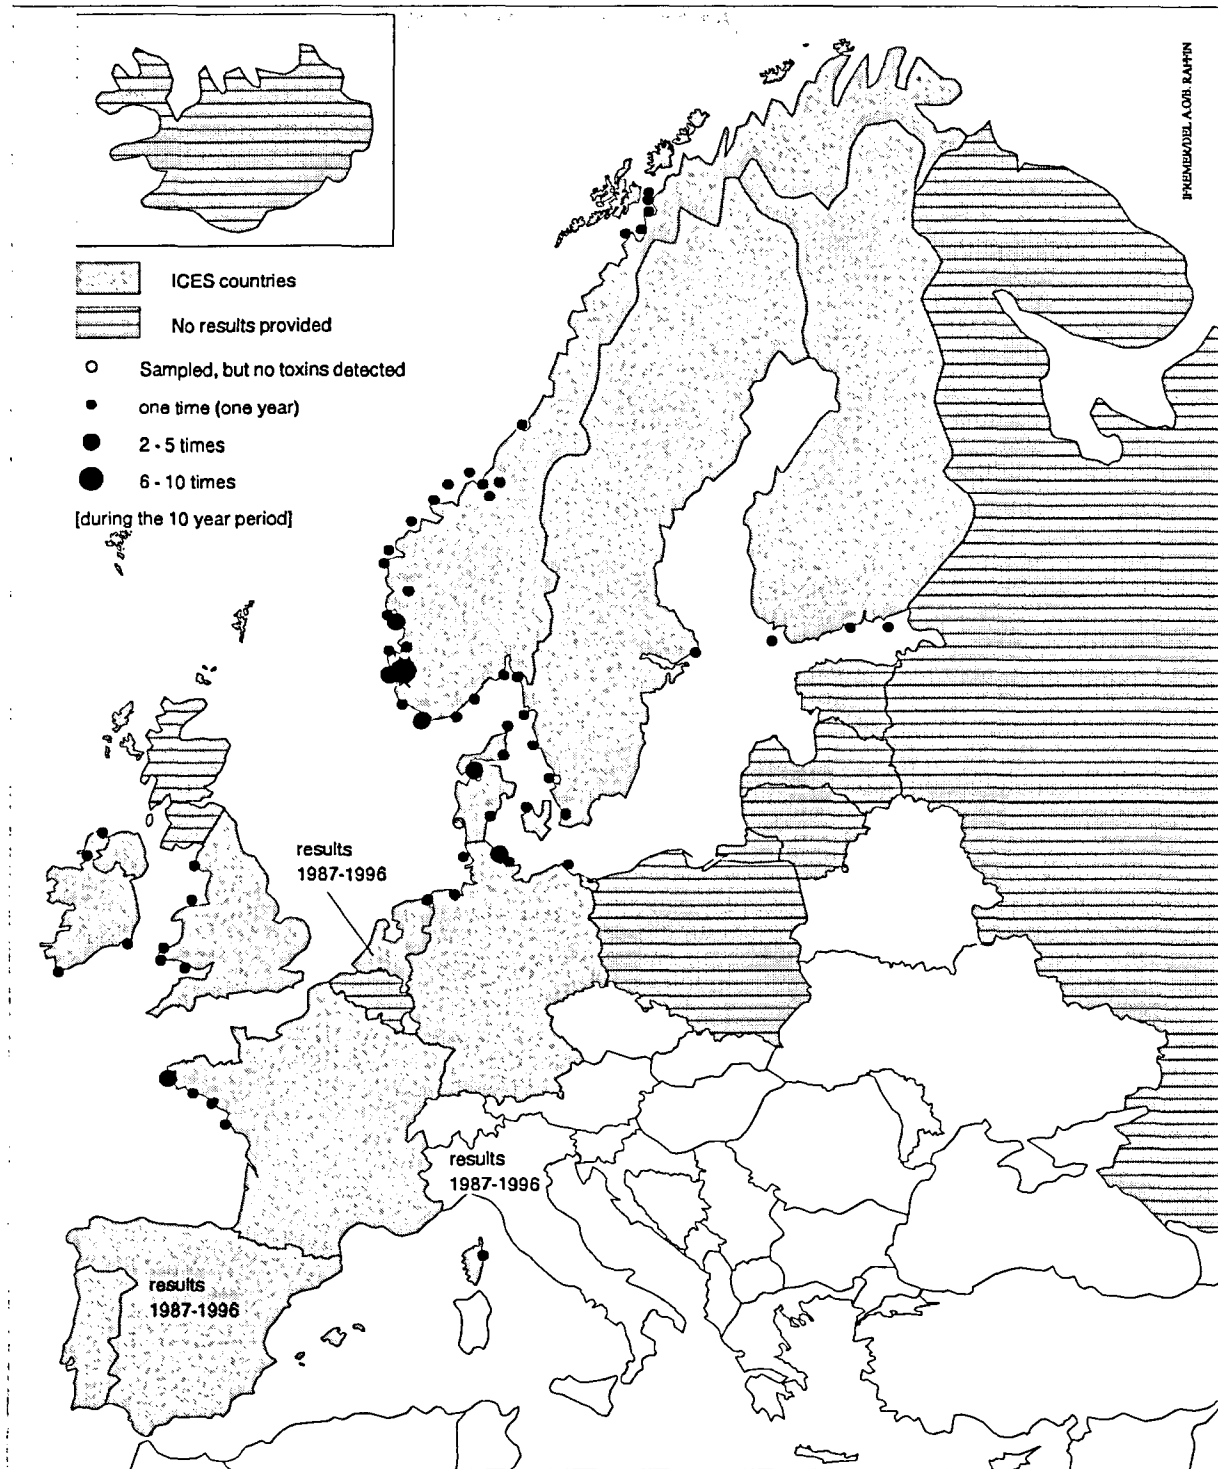 ICES countries
No results provided
Sampled, but no toxins detected
one time (one year)
2 - 5 times
6 - 10 times
[during the 10 year period]
results
1987-1996
results
1987-1996
results
1987-1996